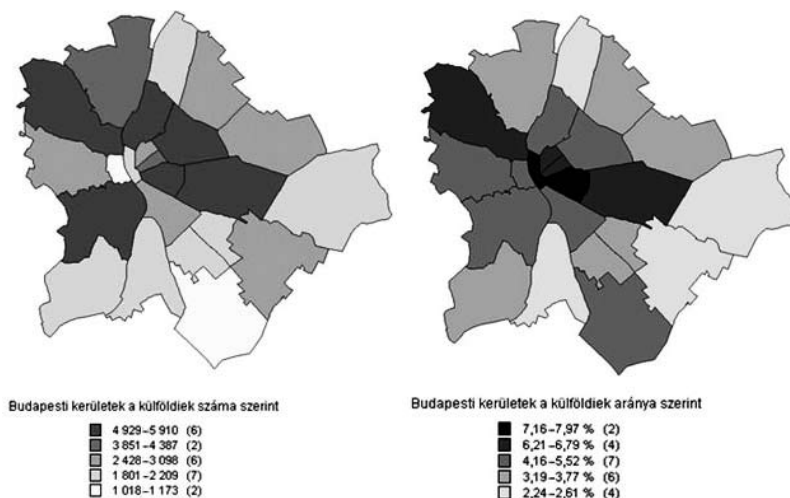 Budapesti kerületek a külföldiek száma szerint
4 929–5 910 (6)
3 851–4 387 (2)
2 428–3 098 (6)
1 801–2 209 (7)
1 018–1 173 (2)
Budapesti kerületek a külföldiek aránya szerint
7,16–7,97 % (2)
6,21–6,79 % (4)
4,16–5,52 % (7)
3,19–3,77 % (6)
2,24–2,61 % (4)